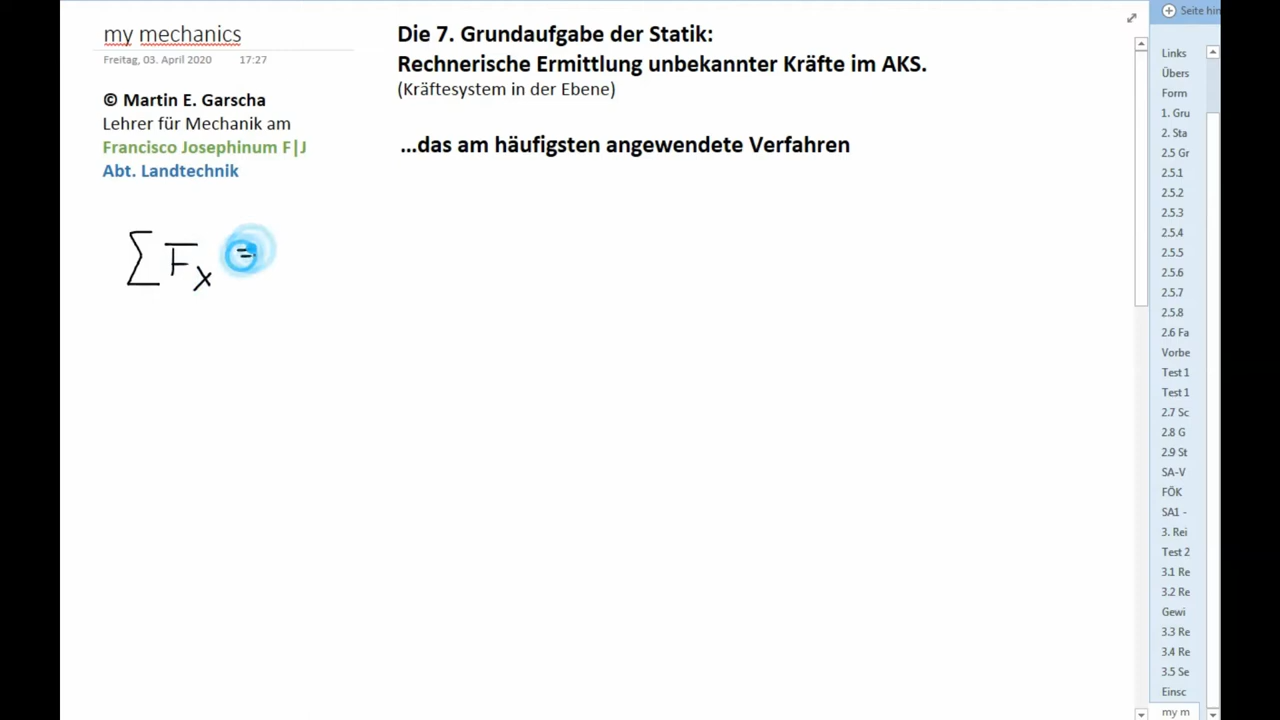 my mechanics
Freitag, 03. April 2020 17:27
© Martin E. Garscha
Lehrer für Mechanik am
Francisco Josephinum F|J
Abt. Landtechnik
Die 7. Grundaufgabe der Statik:
Rechnerische Ermittlung unbekannter Kräfte im AKS.
(Kräftesystem in der Ebene)
...das am häufigsten angewendete Verfahren
∑ Fx =
Seite hin
Links
Übers
Form
1. Gru
2. Sta
2.5 Gr
2.5.1
2.5.2
2.5.3
2.5.4
2.5.5
2.5.6
2.5.7
2.5.8
2.6 Fa
Vorbe
Test 1
Test 1
2.7 Sc
2.8 G
2.9 St
SA-V
FÖK
SA1 -
3. Rei
Test 2
3.1 Re
3.2 Re
Gewi
3.3 Re
3.4 Re
3.5 Se
Einsc
my m